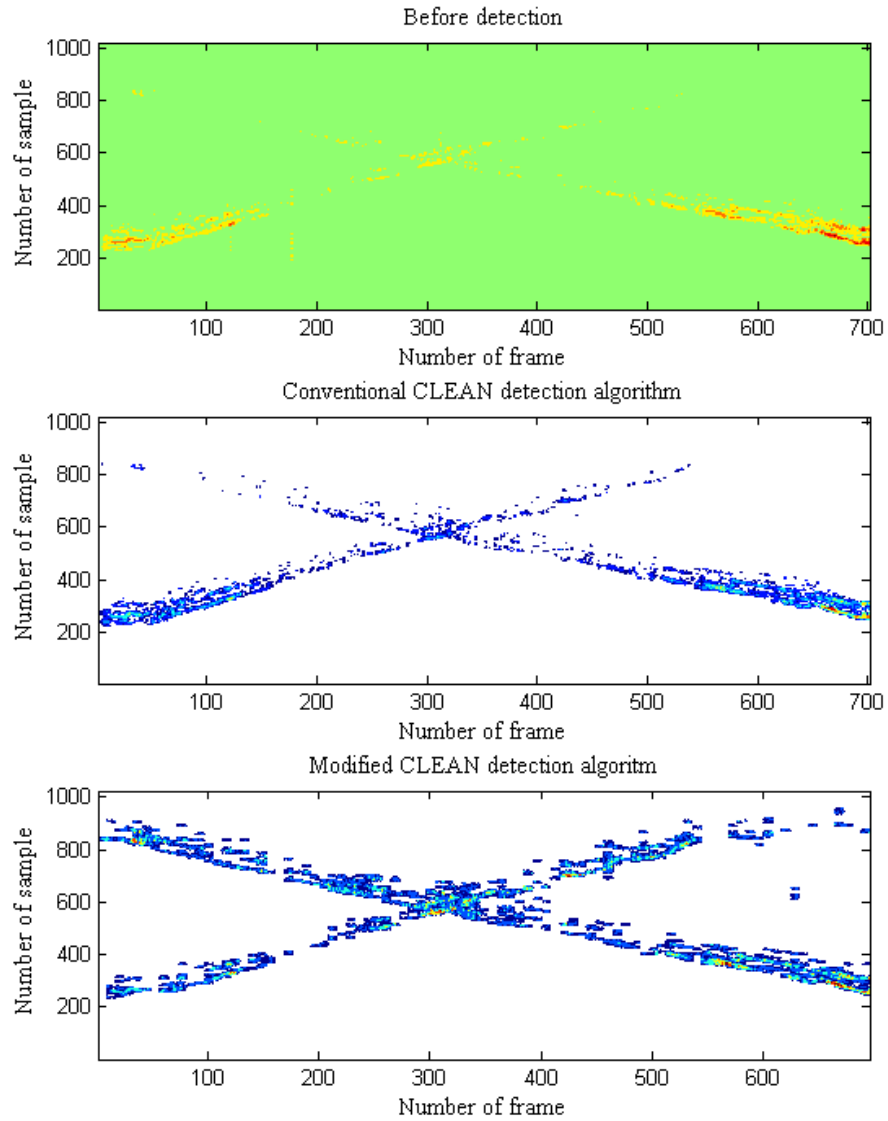 Before detection
1000
800
600
400
200
Number of sample
100 200 300 400 500 600 700
Number of frame
Conventional CLEAN detection algorithm
1000
800
600
400
200
Number of sample
100 200 300 400 500 600 700
Number of frame
Modified CLEAN detection algoritm
1000
800
600
400
200
Number of sample
100 200 300 400 500 600
Number of frame